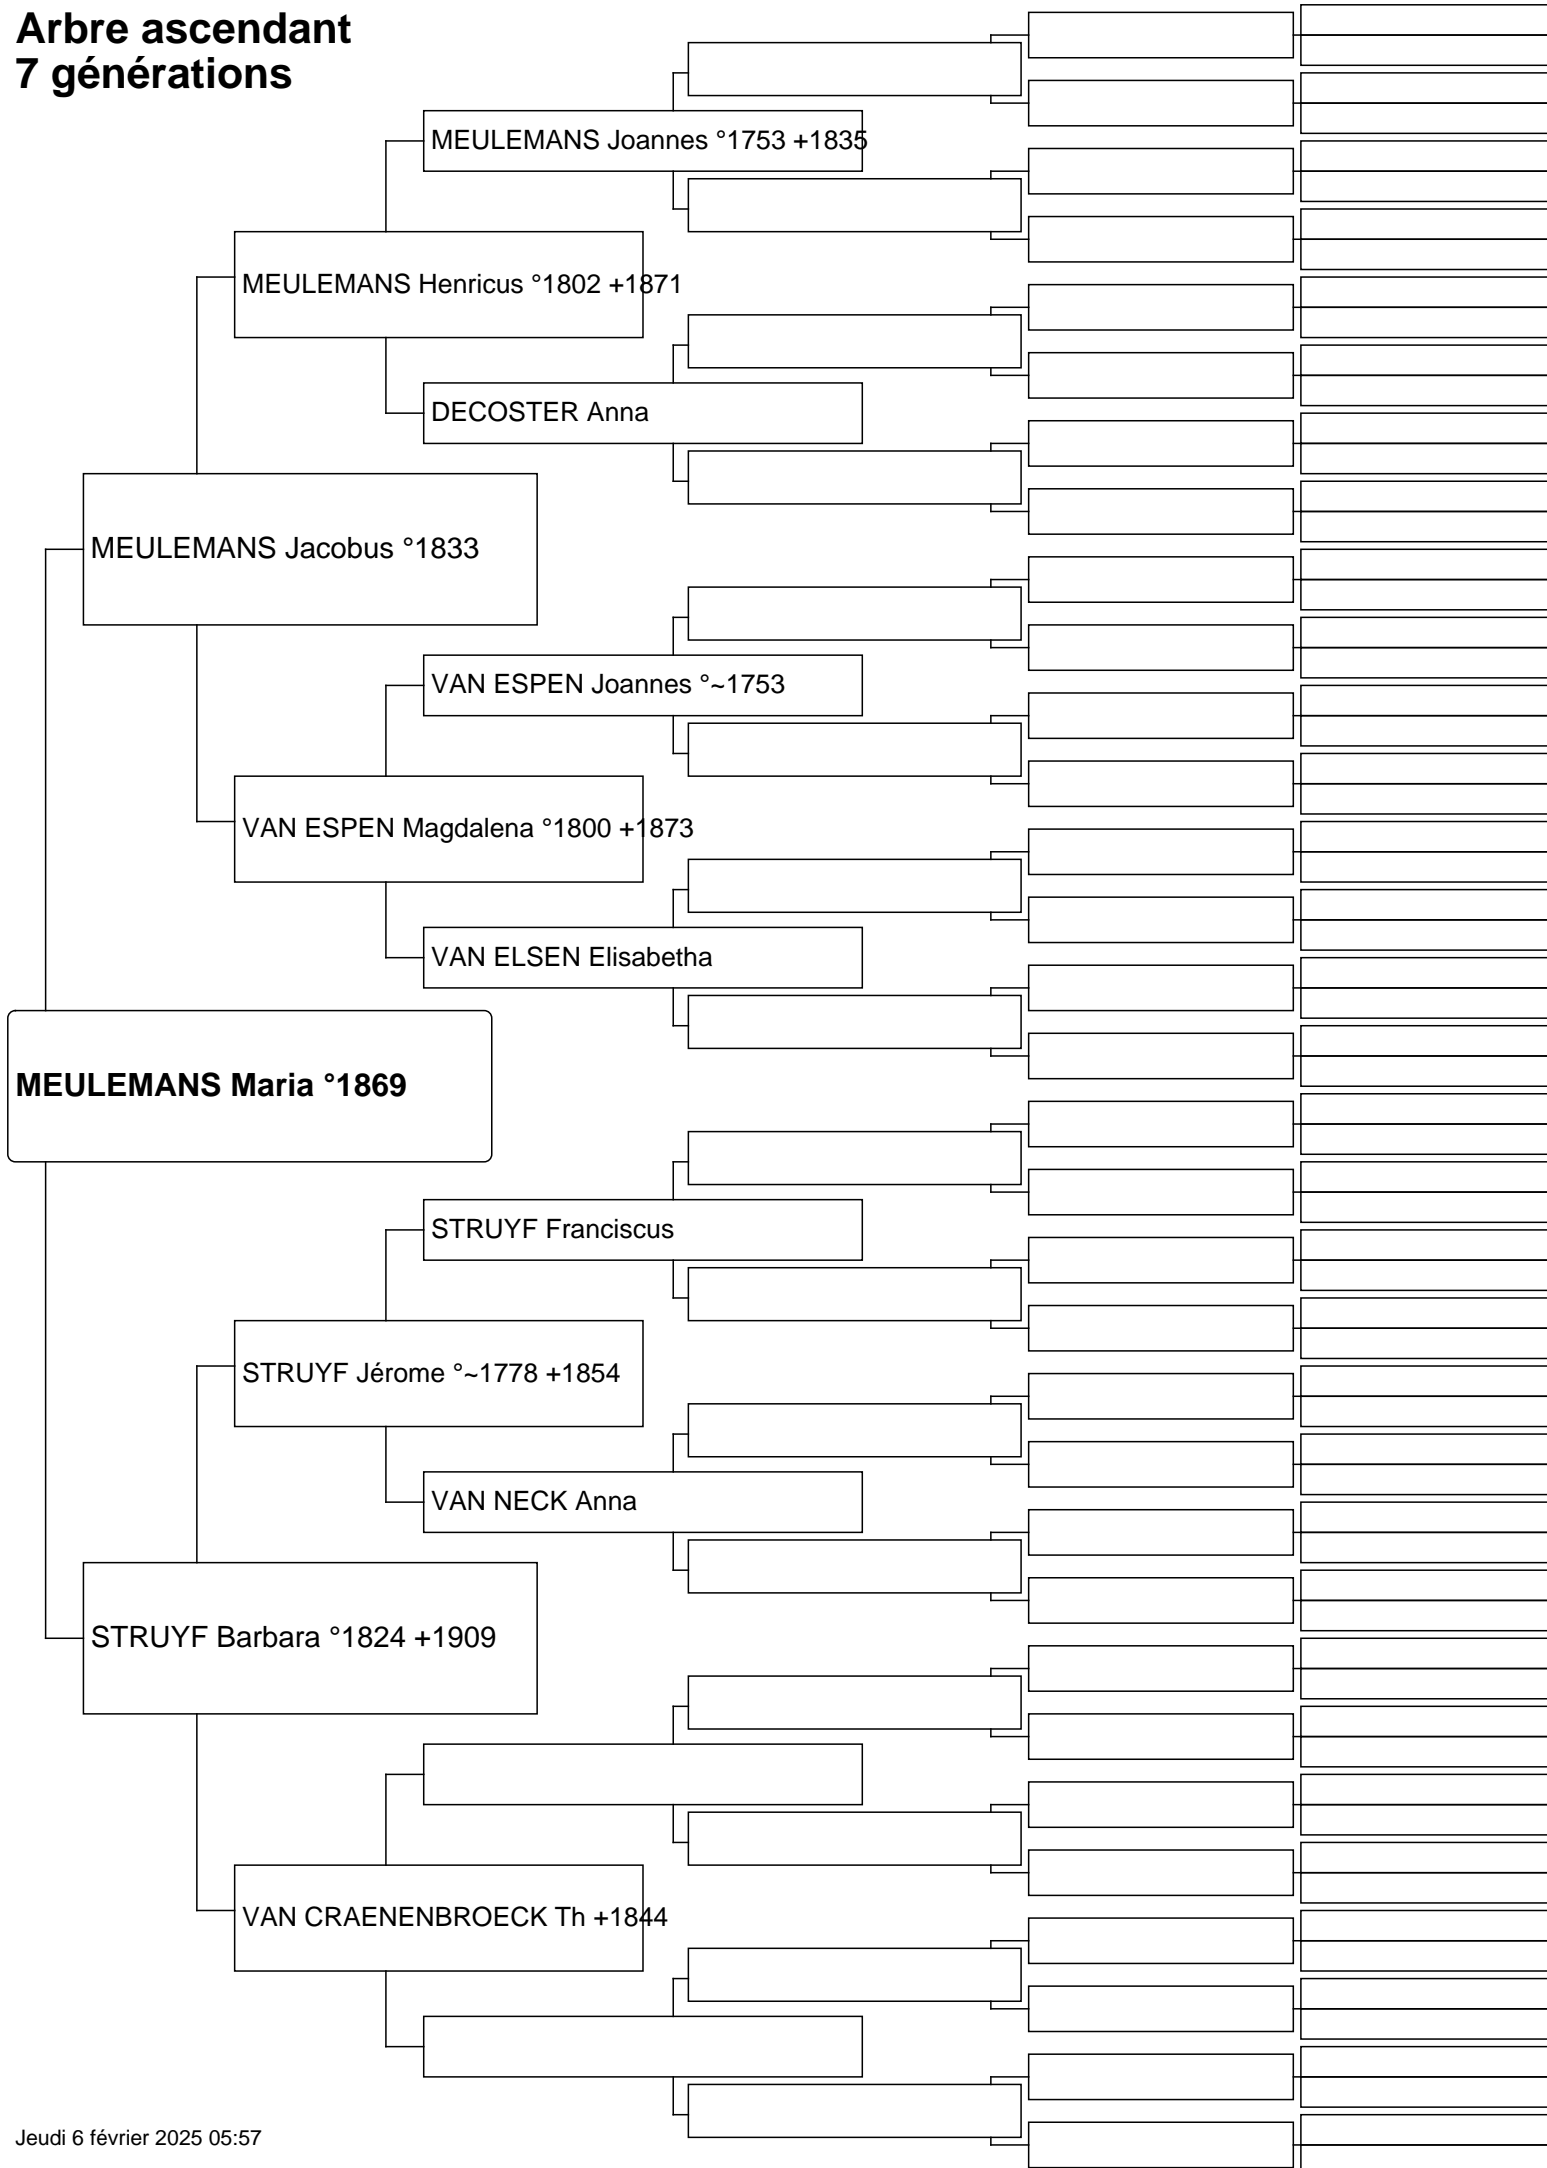 Arbre ascendant
7 générations
MEULEMANS Joannes °1753 +1835
MEULEMANS Henricus °1802 +1871
DECOSTER Anna
MEULEMANS Jacobus °1833
VAN ESPEN Joannes °~1753
VAN ESPEN Magdalena °1800 +1873
VAN ELSEN Elisabetha
MEULEMANS Maria °1869
STRUYF Franciscus
STRUYF Jérome °~1778 +1854
VAN NECK Anna
STRUYF Barbara °1824 +1909
VAN CRAENENBROECK Th +1844
Jeudi 6 février 2025 05:57